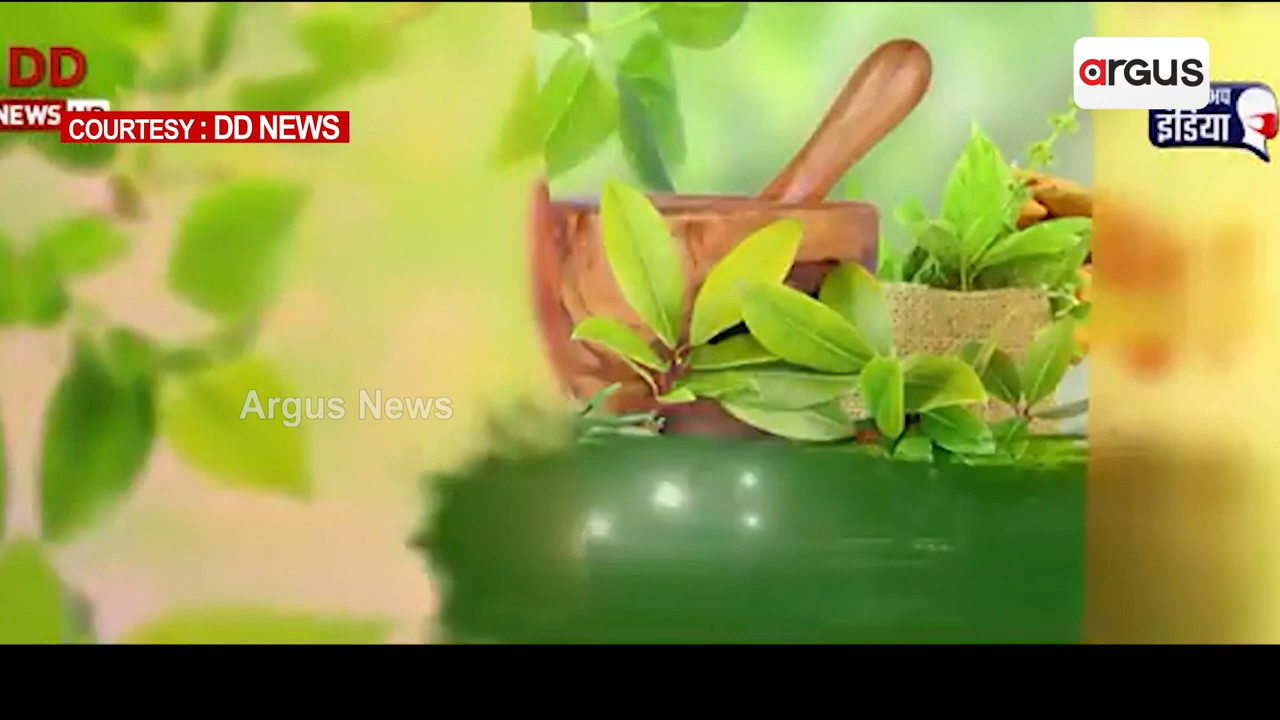 DD
NEWS
COURTESY : DD NEWS
argus
इंडिया
Argus News